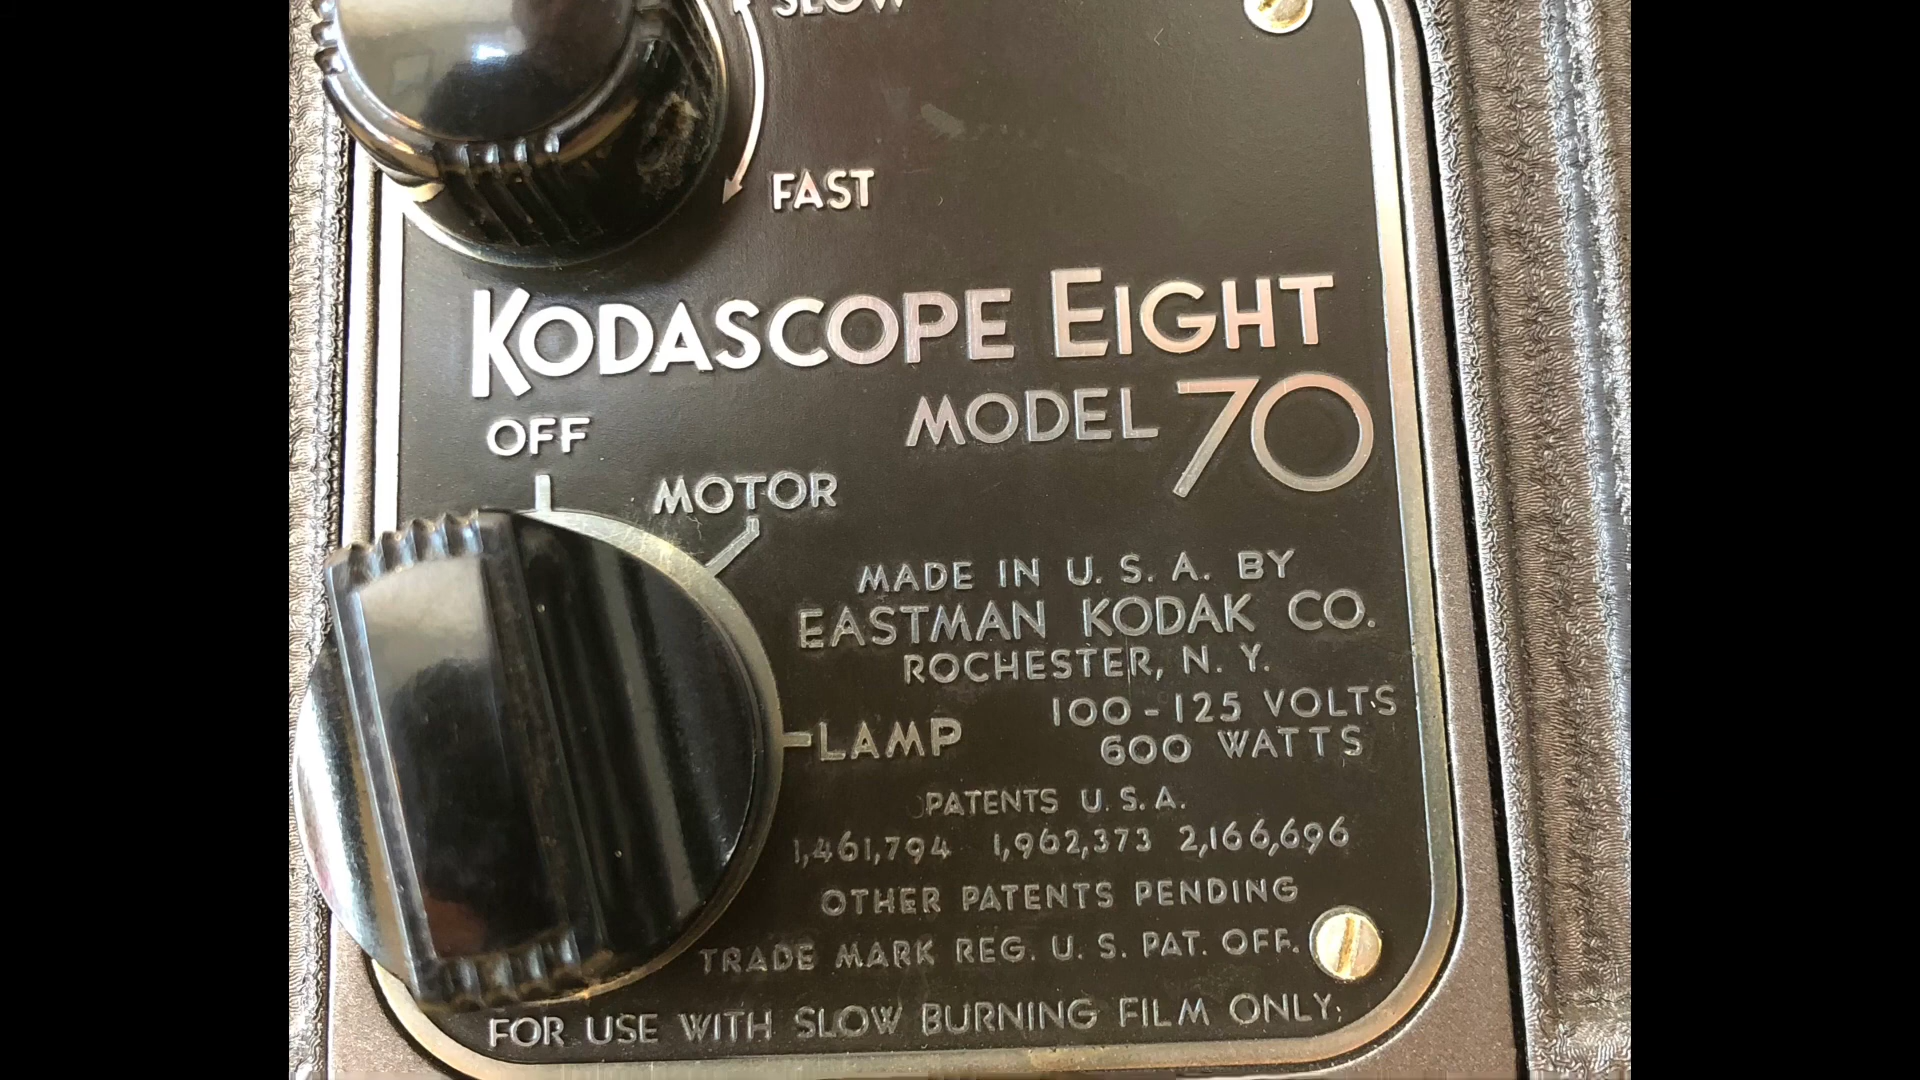 SLOW
FAST
KODASCOPE EIGHT
MODEL 70
OFF
MOTOR
MADE IN U. S. A. BY
EASTMAN KODAK CO.
ROCHESTER, N. Y.
100-125 VOLTS
LAMP
600 WATTS
PATENTS U. S. A.
1,461,794 1,962,373 2,166,696
OTHER PATENTS PENDING
TRADE MARK REG. U. S. PAT. OFF.
FOR USE WITH SLOW BURNING FILM ONLY.